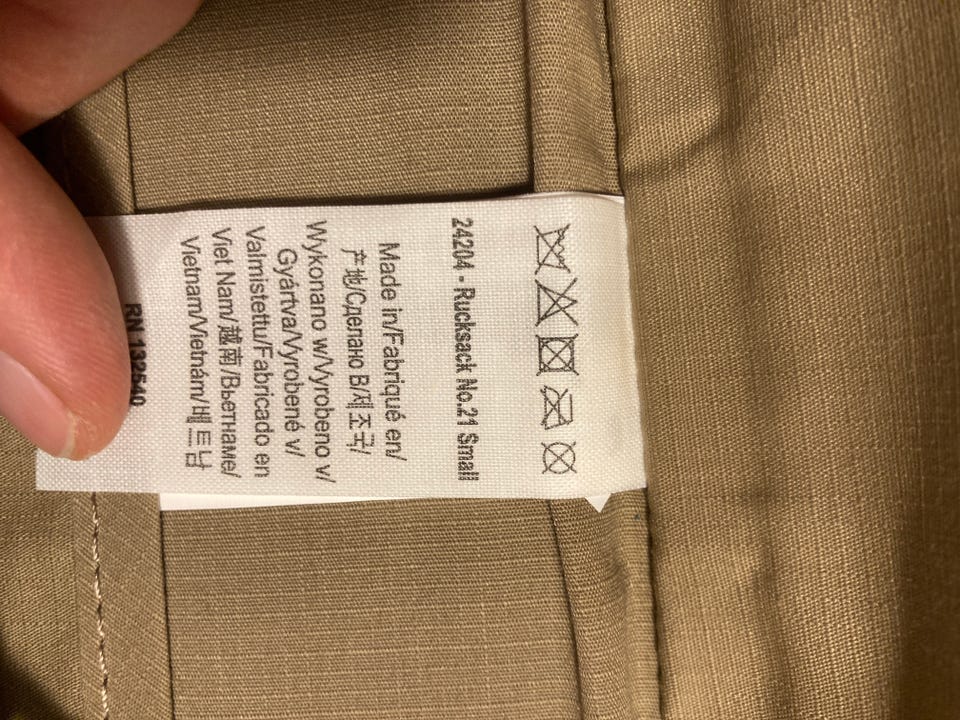 24204 - Rucksack No.21 Small
Made in/Fabriqué en/
产地/Сделано В/제조국/
Wykonano w/Vyrobeno v/
Gyártva/Vyrobené v/
Valmistettu/Fabricado en
Viet Nam/越南/Вьетнаме/
Vietnam/Vietnám/베트남
RN 132540